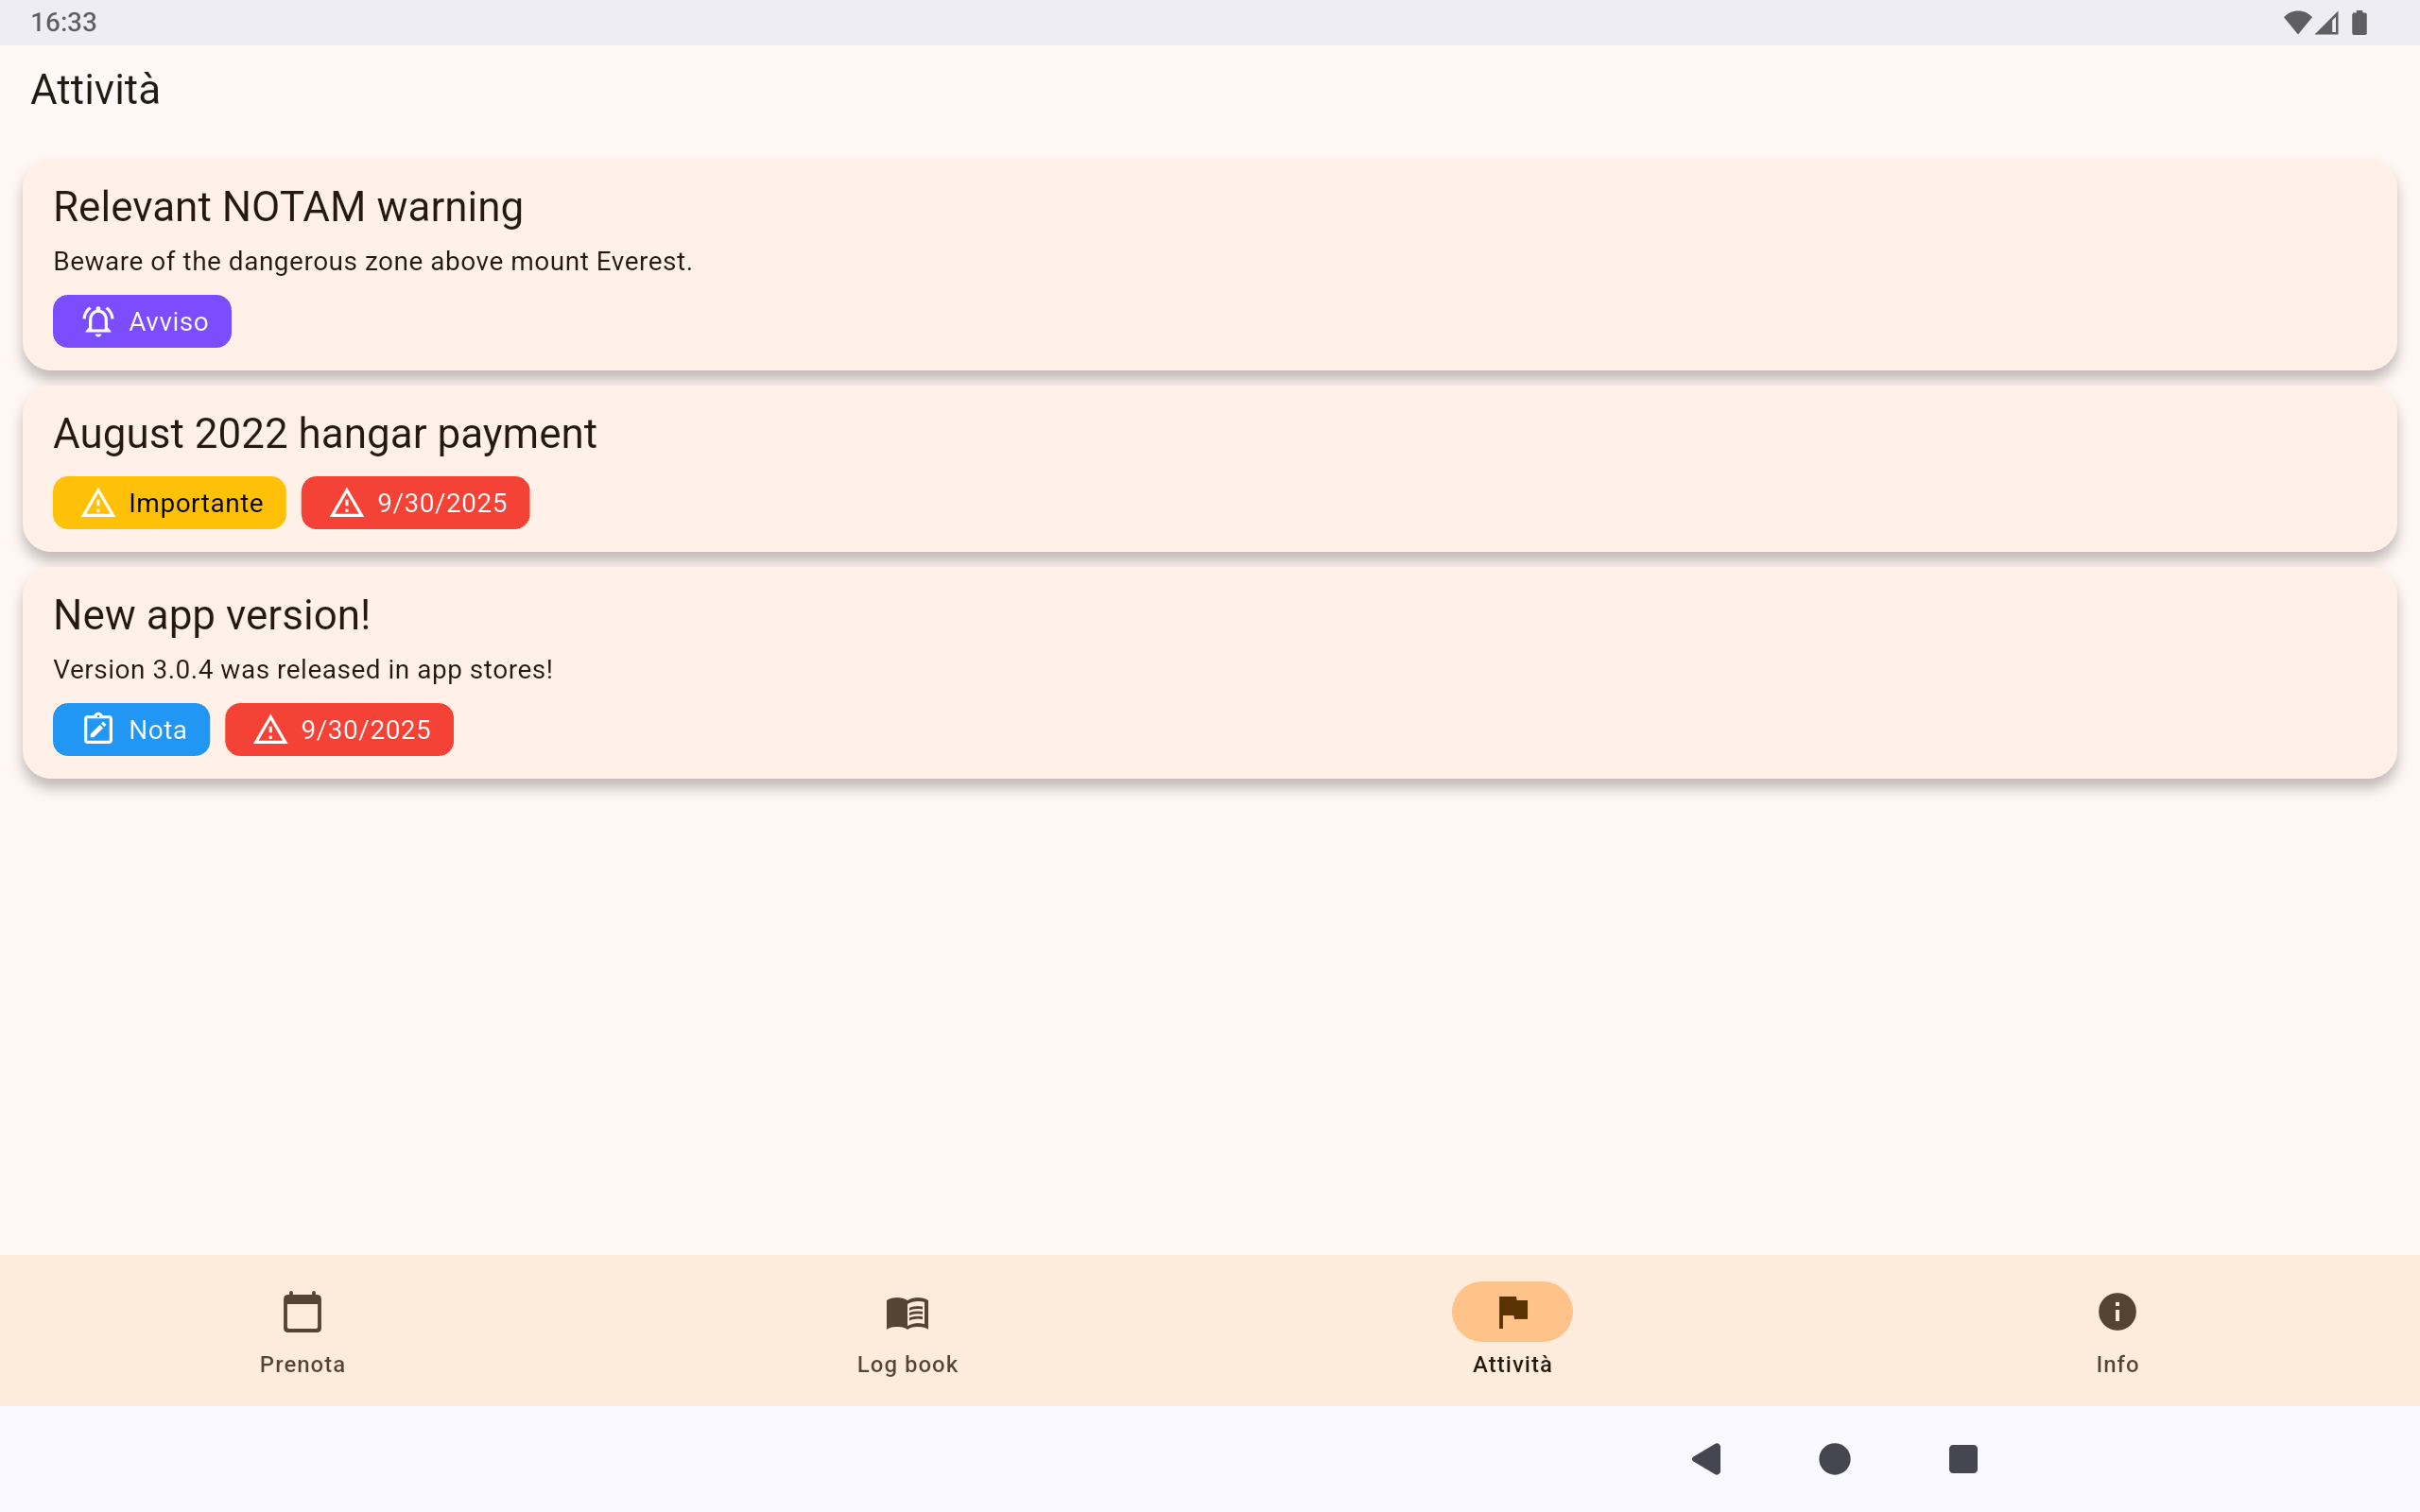 16:33
Attività
Relevant NOTAM warning
Beware of the dangerous zone above mount Everest.
Avviso
August 2022 hangar payment
Importante 9/30/2025
New app version!
Version 3.0.4 was released in app stores!
Nota 9/30/2025
Prenota Log book Attività Info